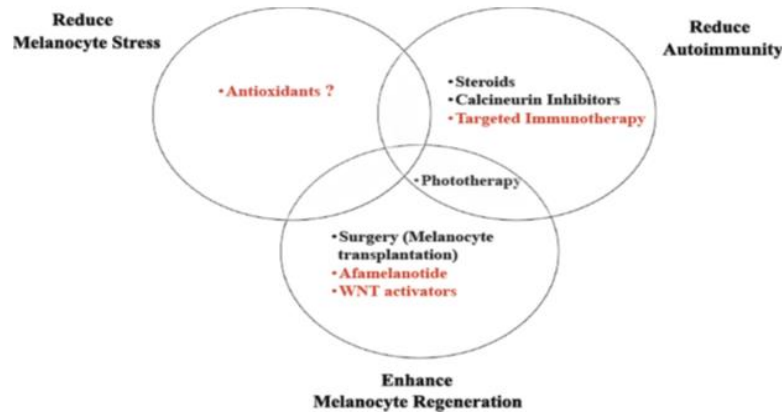 Reduce
Melanocyte Stress
Reduce
Autoimmunity
•Antioxidants ?
•Steroids
•Calcineurin Inhibitors
•Targeted Immunotherapy
•Phototherapy
•Surgery (Melanocyte
transplantation)
•Afamelanotide
•WNT activators
Enhance
Melanocyte Regeneration